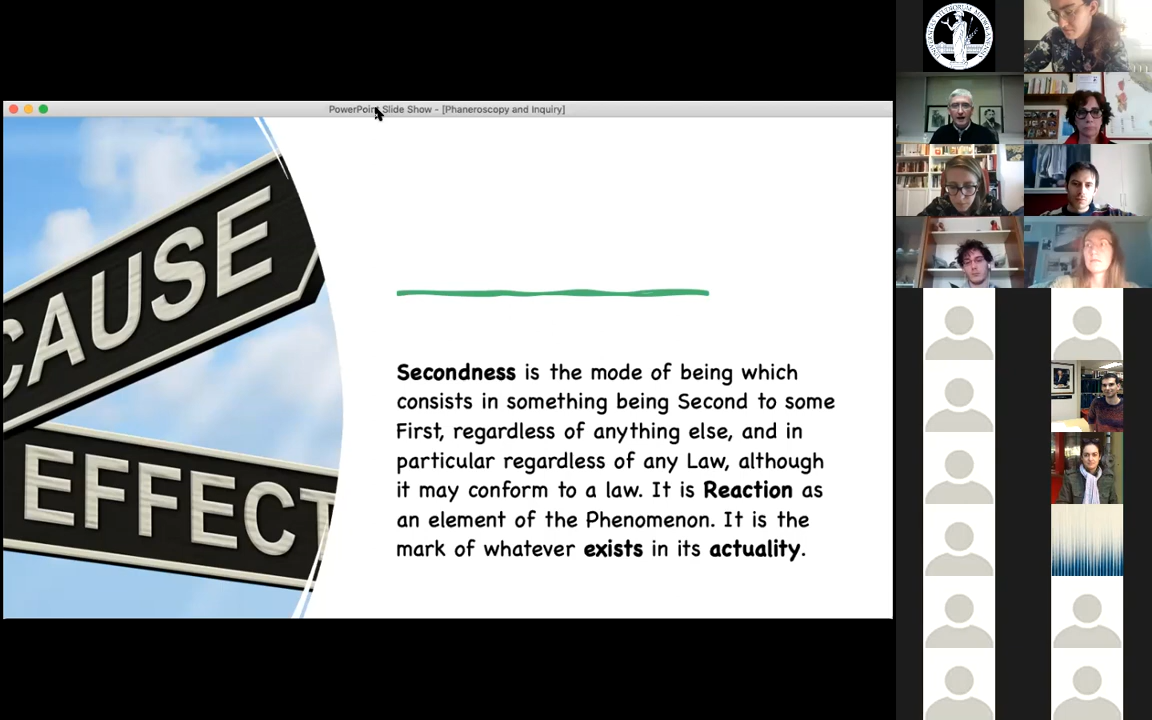 PowerPoint Slide Show - [Phaneroscopy and Inquiry]
CAUSE
EFFECT
Secondness is the mode of being which
consists in something being Second to some
First, regardless of anything else, and in
particular regardless of any Law, although
it may conform to a law. It is Reaction as
an element of the Phenomenon. It is the
mark of whatever exists in its actuality.
UNIVERSITAS STUDIORUM MEDIOLANENSIS